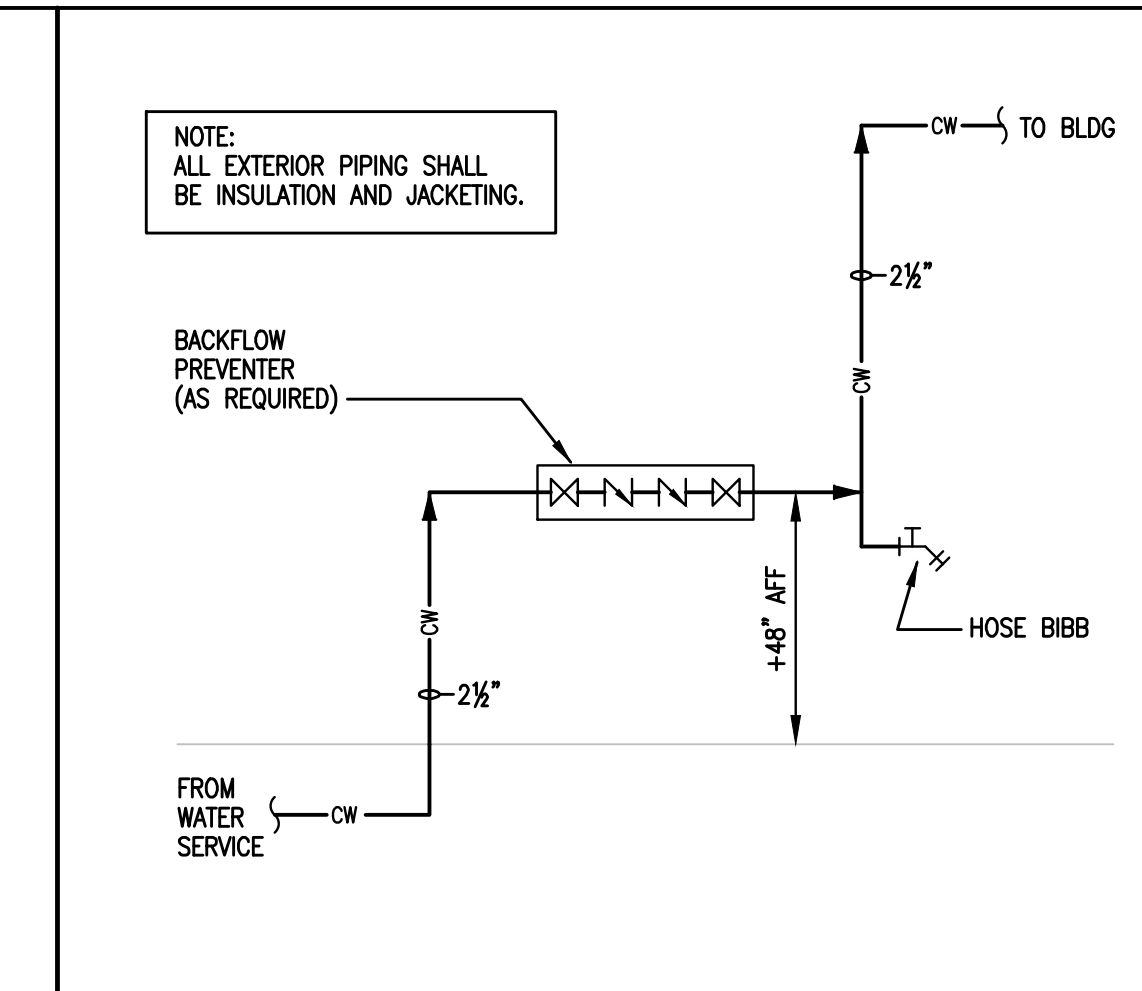 NOTE:
ALL EXTERIOR PIPING SHALL
BE INSULATION AND JACKETING.
CW
TO BLDG
2½"
BACKFLOW
PREVENTER
(AS REQUIRED)
CW
+48" AFF
CW
HOSE BIBB
2½"
FROM
WATER
SERVICE
CW